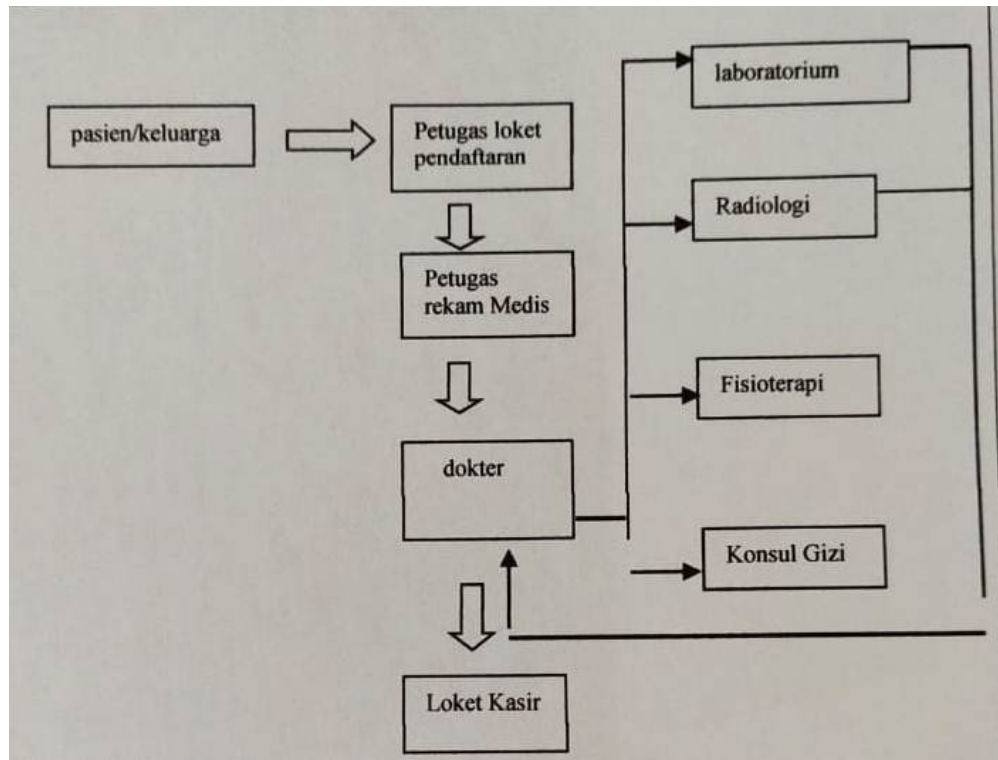 pasien/keluarga
Petugas loket
pendaftaran
Petugas
rekam Medis
dokter
Loket Kasir
laboratorium
Radiologi
Fisioterapi
Konsul Gizi